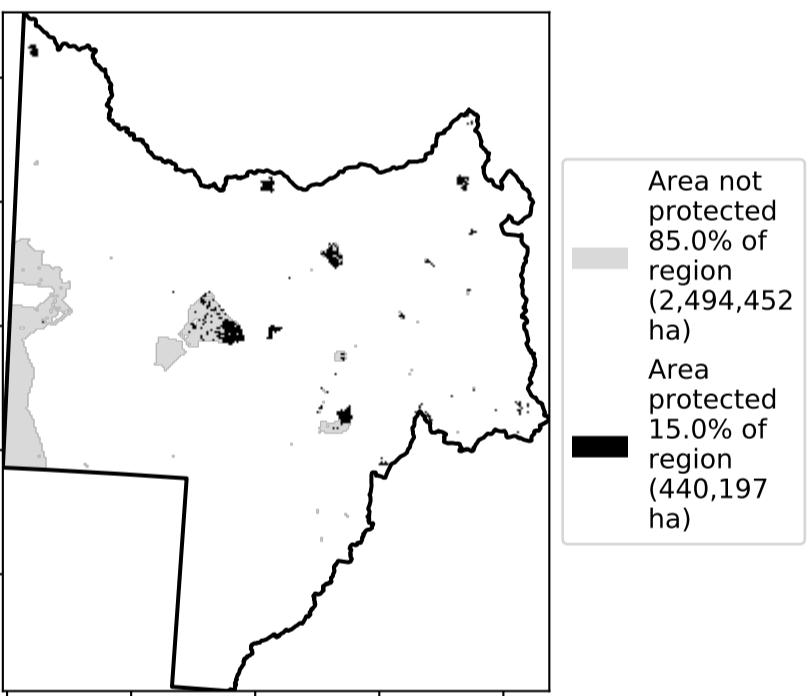 Area not
protected
85.0% of
region
(2,494,452
ha)
Area
protected
15.0% of
region
(440,197
ha)